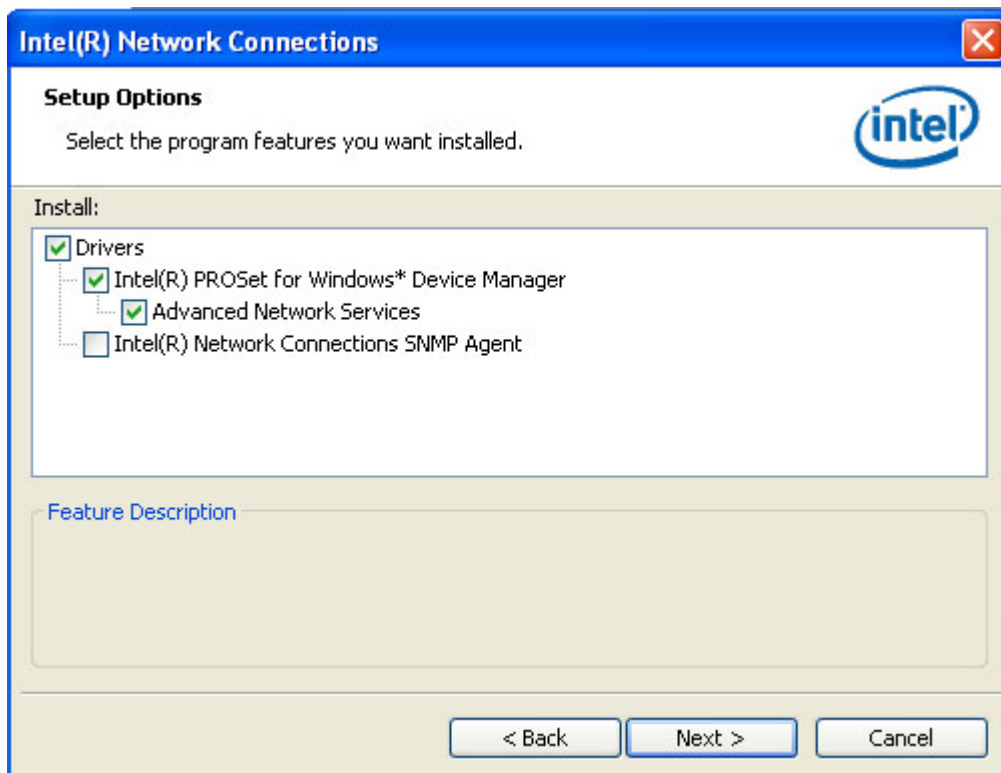 Intel(R) Network Connections
Setup Options
Select the program features you want installed.
intel
Install:
Drivers
Intel(R) PROSet for Windows* Device Manager
Advanced Network Services
Intel(R) Network Connections SNMP Agent
Feature Description
< Back
Next >
Cancel